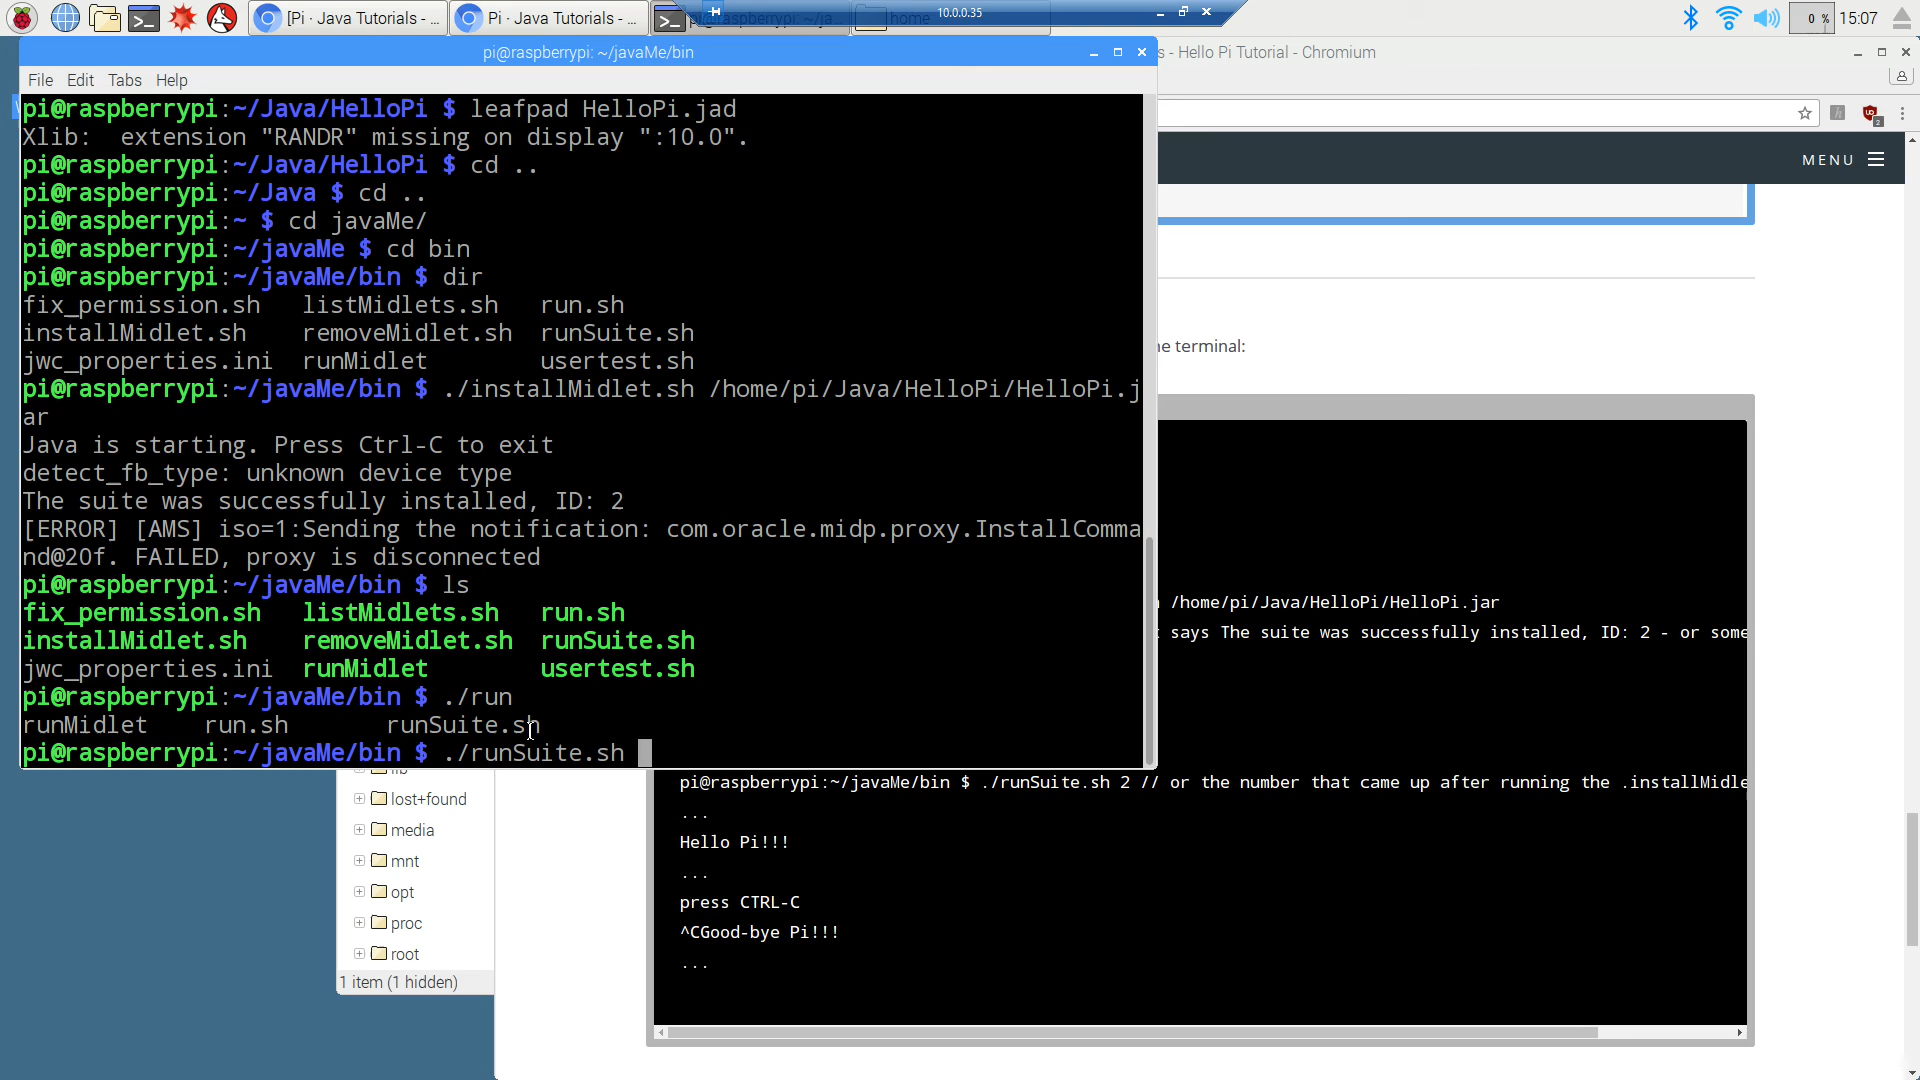 [Pi · Java Tutorials - ...
Pi · Java Tutorials - ...
10.0.0.35
home
0 %
15:07
pi@raspberrypi: ~/javaMe/bin
s - Hello Pi Tutorial - Chromium
File Edit Tabs Help
pi@raspberrypi:~/Java/HelloPi $ leafpad HelloPi.jad
Xlib:  extension "RANDR" missing on display ":10.0".
pi@raspberrypi:~/Java/HelloPi $ cd ..
pi@raspberrypi:~/Java $ cd ..
pi@raspberrypi:~ $ cd javaMe/
pi@raspberrypi:~/javaMe $ cd bin
pi@raspberrypi:~/javaMe/bin $ dir
fix_permission.sh   listMidlets.sh   run.sh
installMidlet.sh    removeMidlet.sh  runSuite.sh
jwc_properties.ini  runMidlet        usertest.sh
pi@raspberrypi:~/javaMe/bin $ ./installMidlet.sh /home/pi/Java/HelloPi/HelloPi.j
ar
Java is starting. Press Ctrl-C to exit
detect_fb_type: unknown device type
The suite was successfully installed, ID: 2
[ERROR] [AMS] iso=1:Sending the notification: com.oracle.midp.proxy.InstallComma
nd@20f. FAILED, proxy is disconnected
pi@raspberrypi:~/javaMe/bin $ ls
fix_permission.sh   listMidlets.sh   run.sh
installMidlet.sh    removeMidlet.sh  runSuite.sh
jwc_properties.ini  runMidlet        usertest.sh
pi@raspberrypi:~/javaMe/bin $ ./run
runMidlet    run.sh       runSuite.sh
pi@raspberrypi:~/javaMe/bin $ ./runSuite.sh
MENU
he terminal:
/home/pi/Java/HelloPi/HelloPi.jar
says The suite was successfully installed, ID: 2 - or some
pi@raspberrypi:~/javaMe/bin $ ./runSuite.sh 2 // or the number that came up after running the .installMidle
...
Hello Pi!!!
...
press CTRL-C
^CGood-bye Pi!!!
...
lib
lost+found
media
mnt
opt
proc
root
1 item (1 hidden)